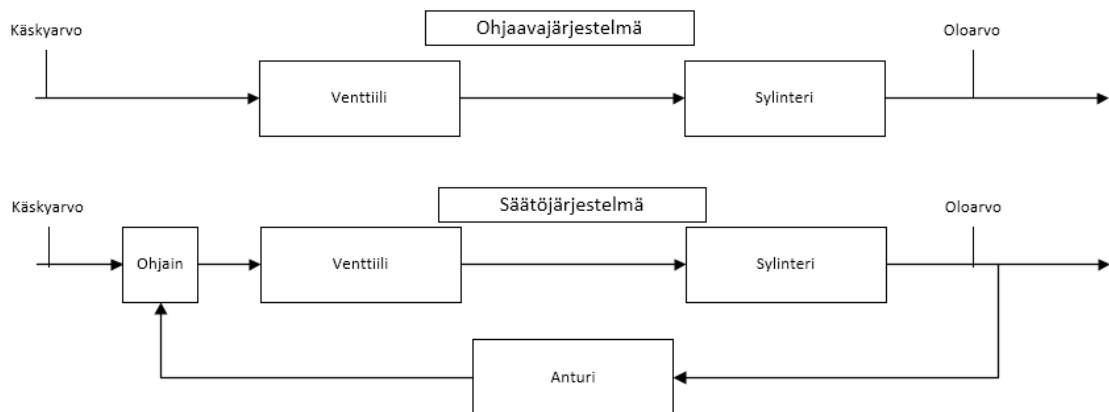 Käskyarvo
Ohjaavajärjestelmä
Oloarvo
Venttiili
Sylinteri
Käskyarvo
Säätöjärjestelmä
Oloarvo
Ohjain
Venttiili
Sylinteri
Anturi